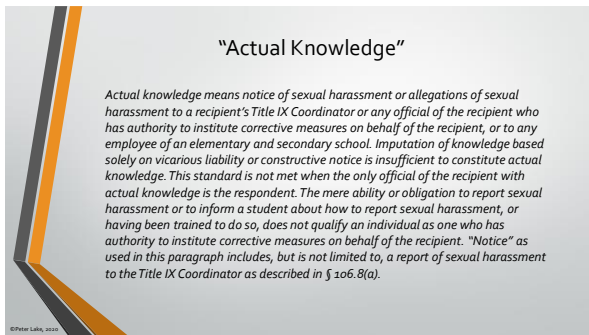 “Actual Knowledge”
Actual knowledge means notice of sexual harassment or allegations of sexual
harassment to a recipient’s Title IX Coordinator or any official of the recipient who
has authority to institute corrective measures on behalf of the recipient, or to any
employee of an elementary and secondary school. Imputation of knowledge based
solely on vicarious liability or constructive notice is insufficient to constitute actual
knowledge. This standard is not met when the only official of the recipient with
actual knowledge is the respondent. The mere ability or obligation to report sexual
harassment or to inform a student about how to report sexual harassment, or
having been trained to do so, does not qualify an individual as one who has
authority to institute corrective measures on behalf of the recipient. “Notice” as
used in this paragraph includes, but is not limited to, a report of sexual harassment
to the Title IX Coordinator as described in § 106.8(a).
©Peter Lake, 2020